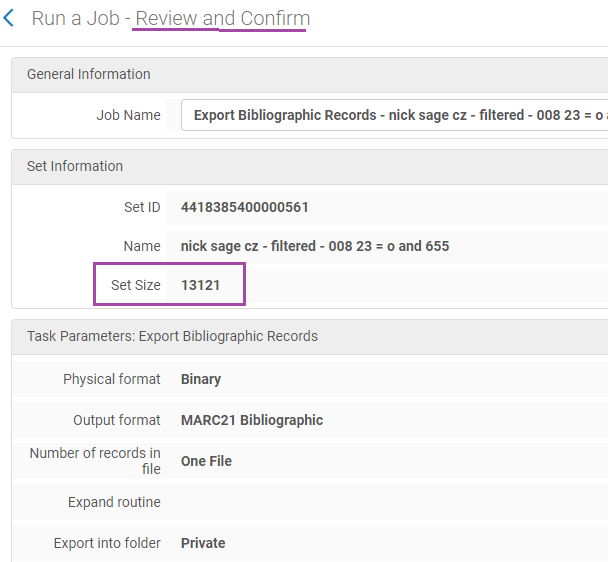 Run a Job - Review and Confirm
General Information
Job Name Export Bibliographic Records - nick sage cz - filtered - 008 23 = o a
Set Information
Set ID 4418385400000561
Name nick sage cz - filtered - 008 23 = o and 655
Set Size 13121
Task Parameters: Export Bibliographic Records
Physical format Binary
Output format MARC21 Bibliographic
Number of records in
file One File
Expand routine
Export into folder Private